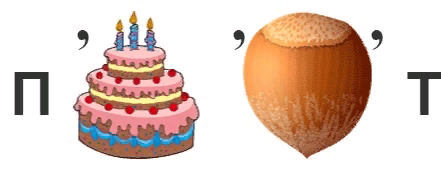 П , , , Т